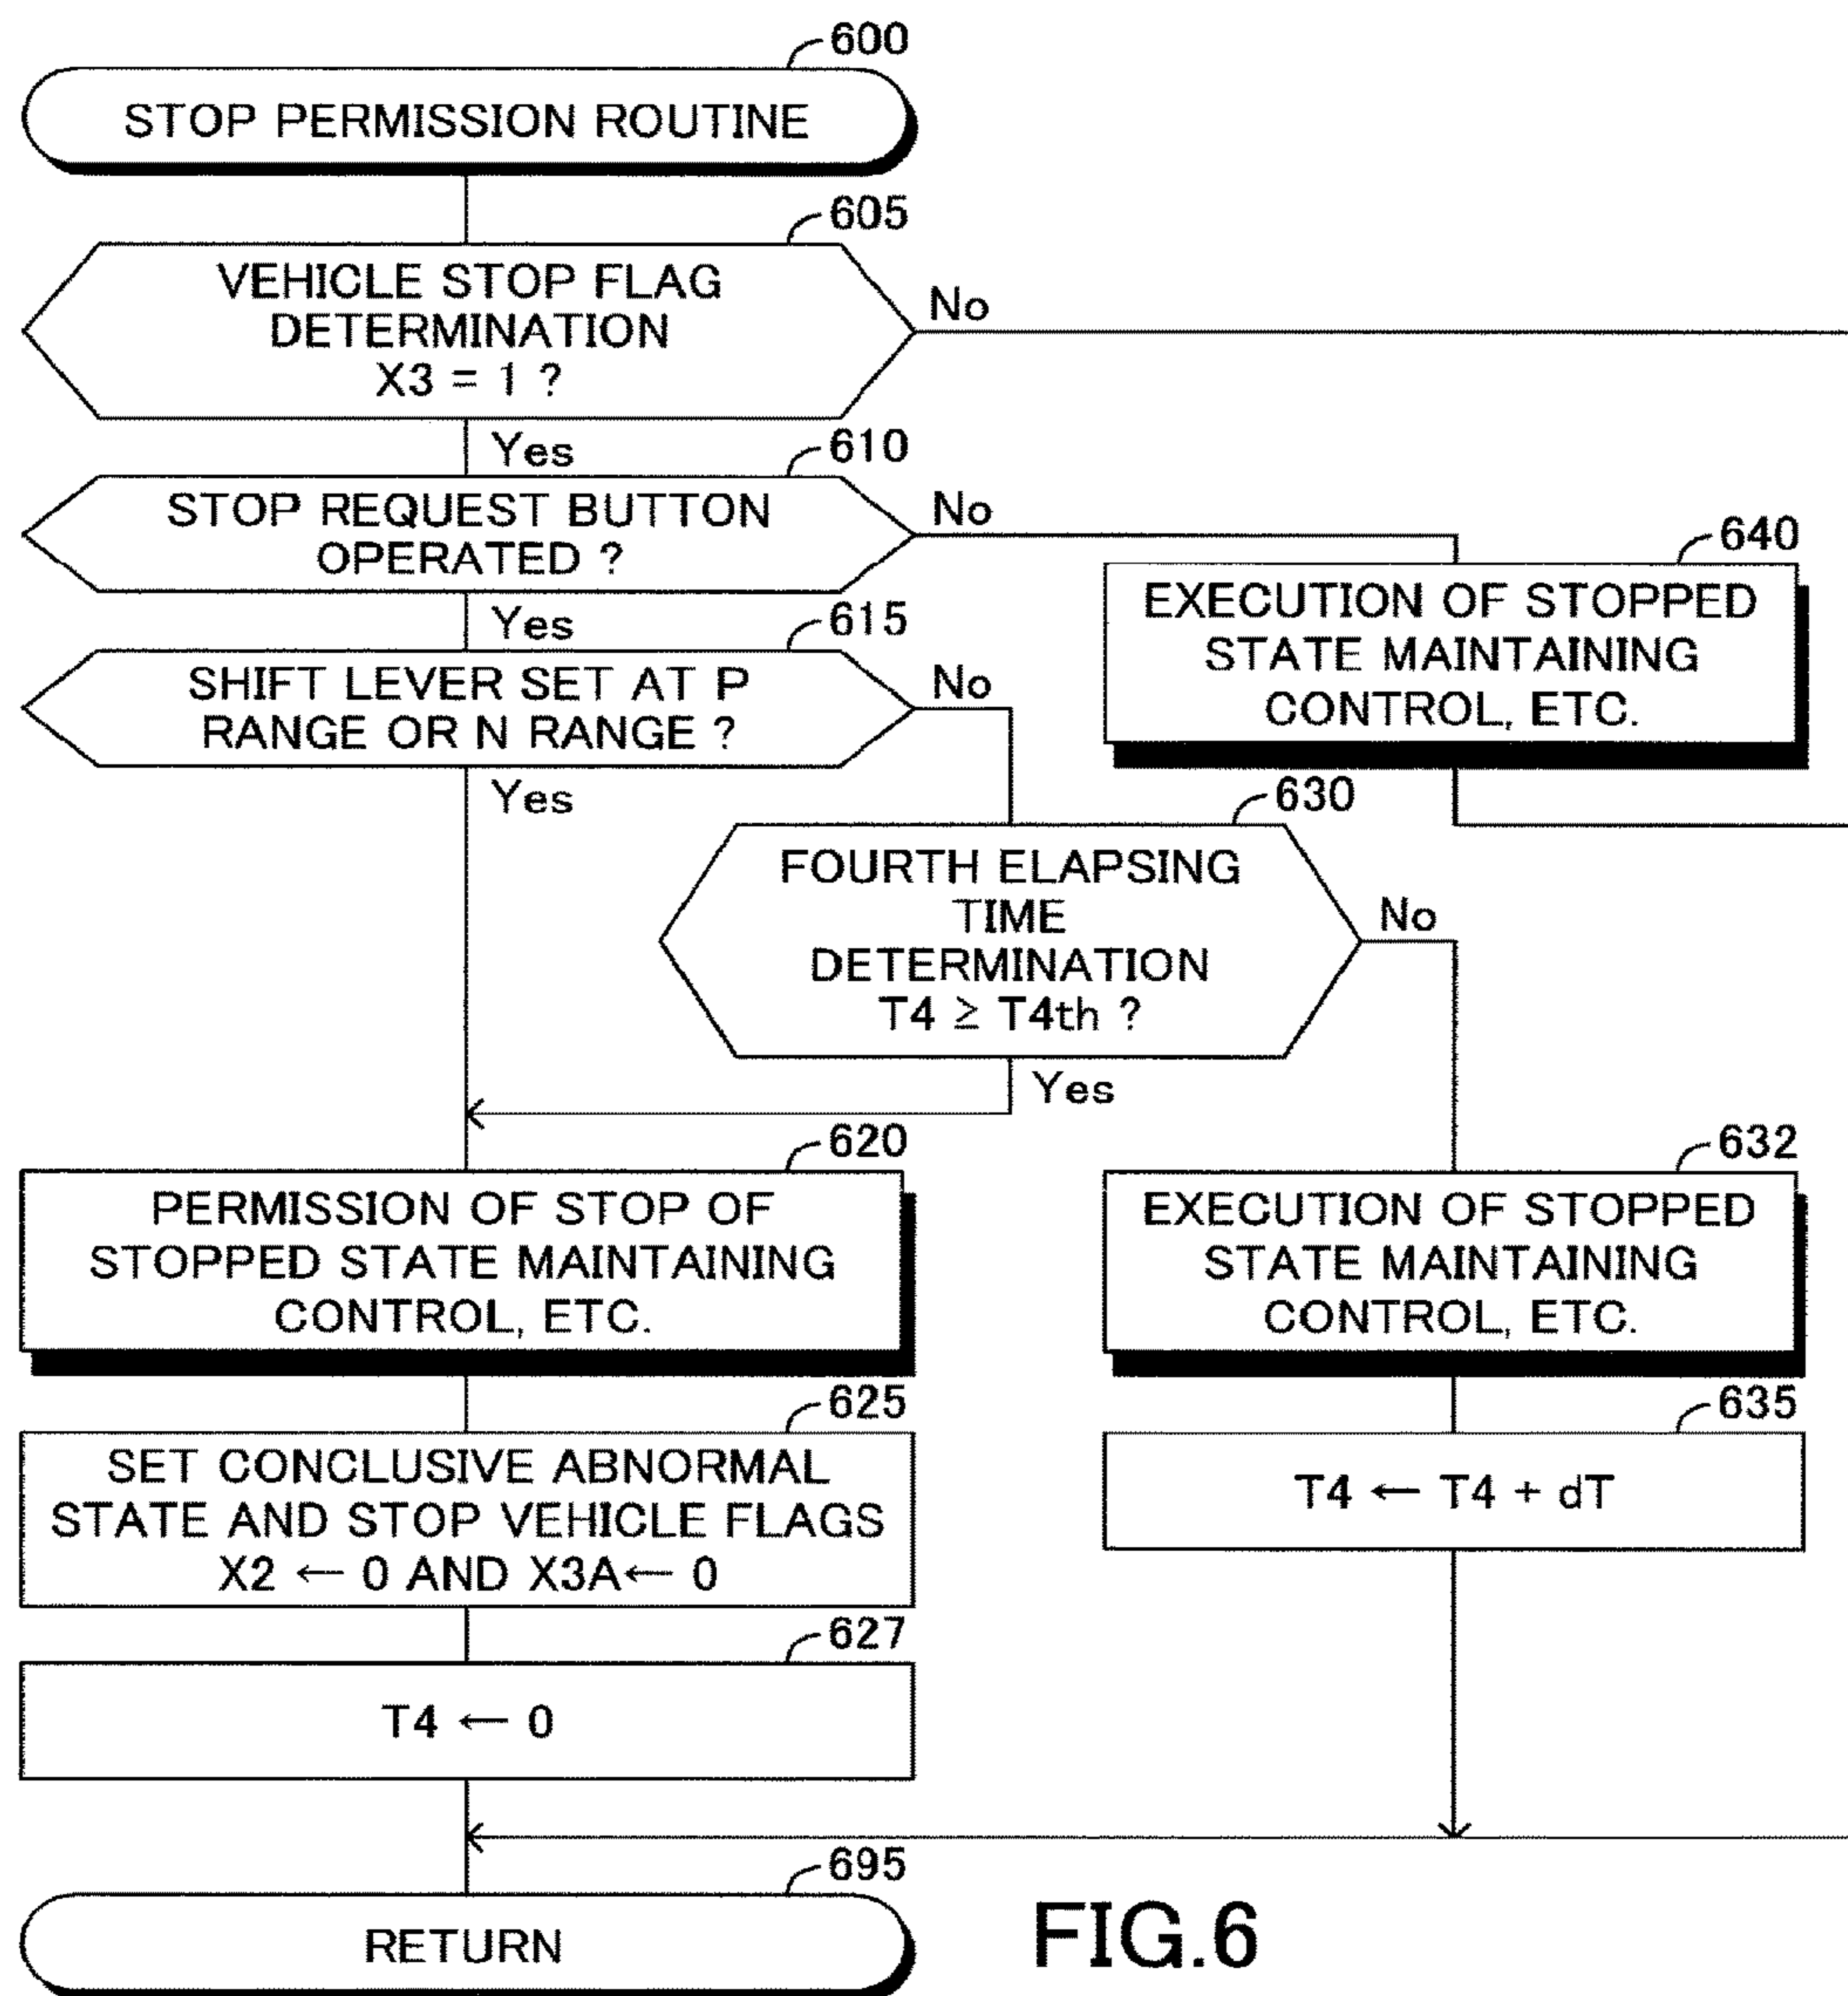 600
STOP PERMISSION ROUTINE
605
VEHICLE STOP FLAG
DETERMINATION
X3 = 1 ?
No
Yes
610
STOP REQUEST BUTTON
OPERATED ?
No
Yes
640
EXECUTION OF STOPPED
STATE MAINTAINING
CONTROL, ETC.
615
SHIFT LEVER SET AT P
RANGE OR N RANGE ?
No
Yes
630
FOURTH ELAPSING
TIME
DETERMINATION
T4 ≥ T4th ?
No
Yes
620
PERMISSION OF STOP OF
STOPPED STATE MAINTAINING
CONTROL, ETC.
632
EXECUTION OF STOPPED
STATE MAINTAINING
CONTROL, ETC.
625
SET CONCLUSIVE ABNORMAL
STATE AND STOP VEHICLE FLAGS
X2 ← 0 AND X3A← 0
635
T4 ← T4 + dT
627
T4 ← 0
695
RETURN
FIG.6